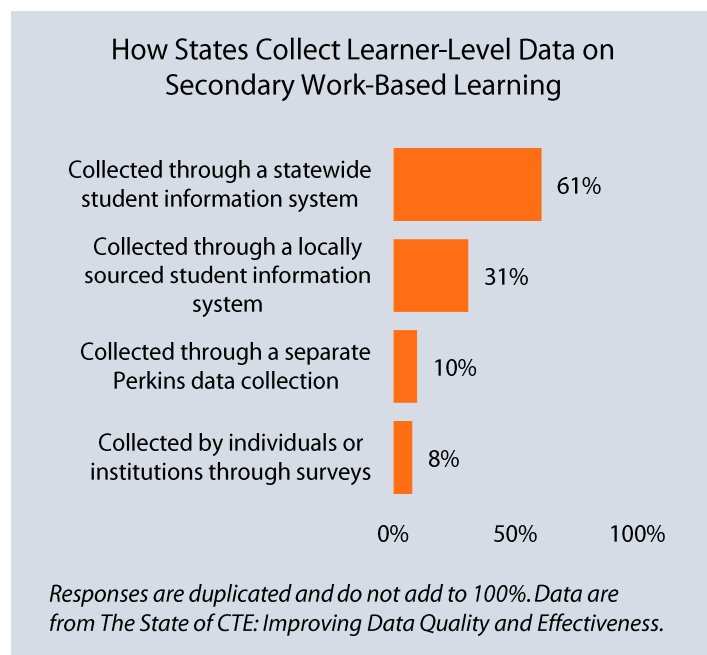 How States Collect Learner-Level Data on
Secondary Work-Based Learning
Collected through a statewide
student information system
61%
Collected through a locally
sourced student information
system
31%
Collected through a separate
Perkins data collection
10%
Collected by individuals or
institutions through surveys
8%
0% 50% 100%
Responses are duplicated and do not add to 100%. Data are
from The State of CTE: Improving Data Quality and Effectiveness.